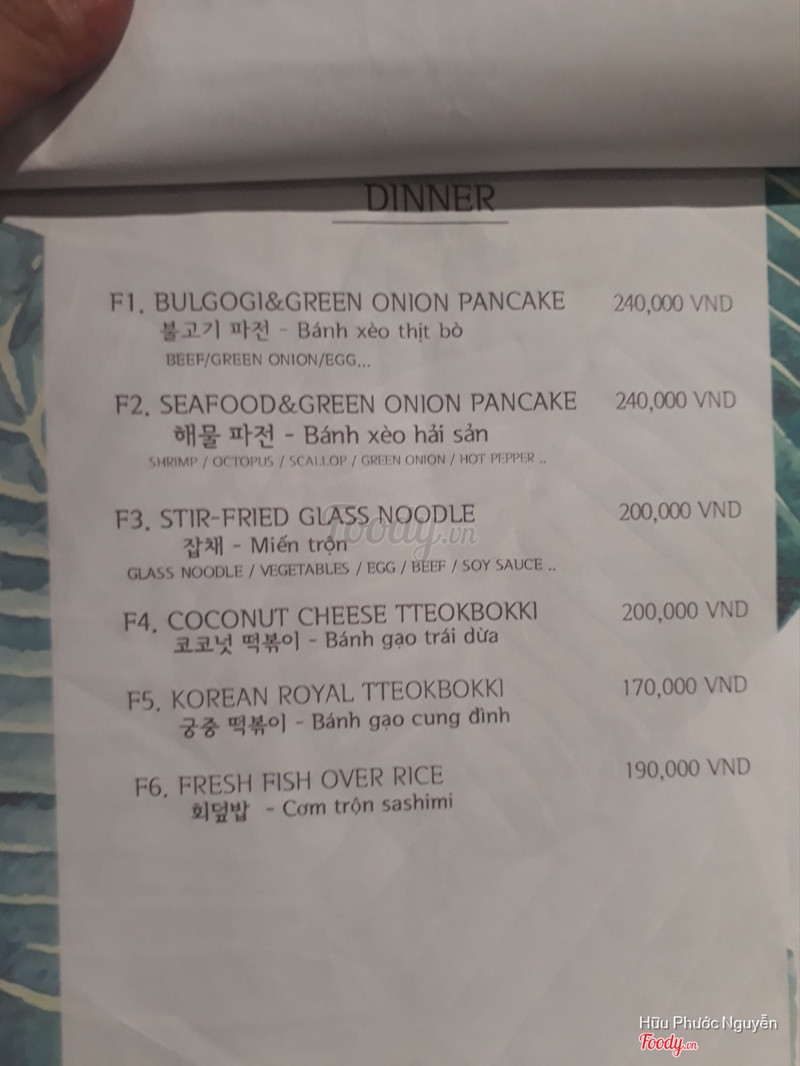 DINNER
F1. BULGOGI&GREEN ONION PANCAKE 240,000 VND
불고기 파전 - Bánh xèo thịt bò
BEEF/GREEN ONION/EGG...
F2. SEAFOOD&GREEN ONION PANCAKE 240,000 VND
해물 파전 - Bánh xèo hải sản
SHRIMP / OCTOPUS / SCALLOP / GREEN ONION / HOT PEPPER ..
F3. STIR-FRIED GLASS NOODLE 200,000 VND
잡채 - Miến trộn
GLASS NOODLE / VEGETABLES / EGG / BEEF / SOY SAUCE ..
F4. COCONUT CHEESE TTEOKBOKKI 200,000 VND
코코넛 떡볶이 - Bánh gạo trái dừa
F5. KOREAN ROYAL TTEOKBOKKI 170,000 VND
궁중 떡볶이 - Bánh gạo cung đình
F6. FRESH FISH OVER RICE 190,000 VND
회덮밥 - Cơm trộn sashimi
Foody.vn
Hữu Phước Nguyễn
Foody.vn